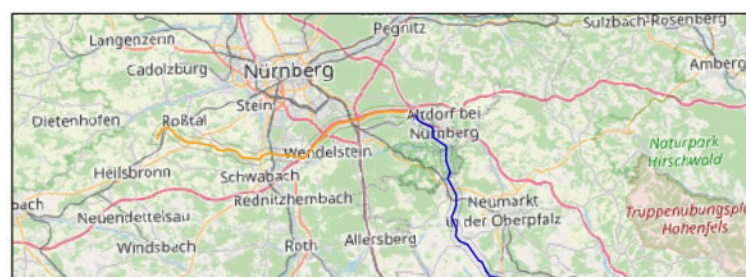 Sulzbach-Rosenberg
Pegnitz
Langenzenn
Cadolzburg
Nürnberg
Amberg
Stein
Dietenhofen
Roßtal
Altdorf bei
Nürnberg
Naturpark
Hirschwald
Wendelstein
Heilsbronn
Schwabach
Rednitzhembach
Neumarkt
in der Oberpfalz
Truppenübungspl
Hohenfels
bach
Neuendettelsau
Windsbach
Roth
Allersberg